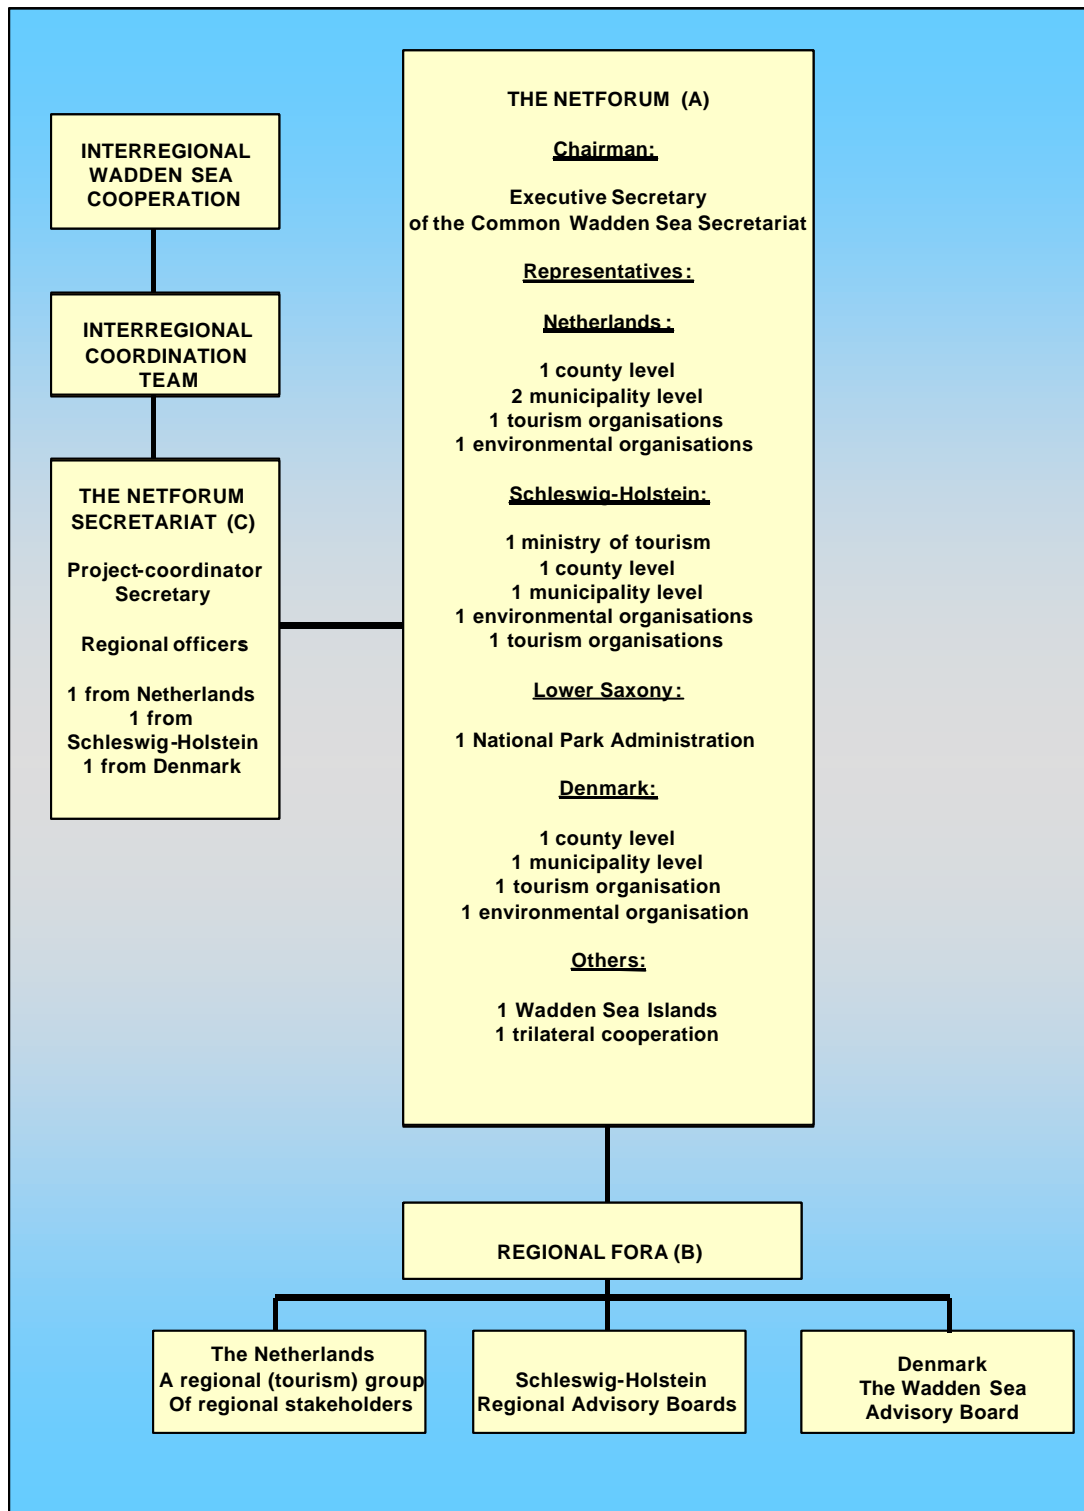 INTERREGIONAL
WADDEN SEA
COOPERATION
INTERREGIONAL
COORDINATION
TEAM
THE NETFORUM
SECRETARIAT (C)
Project-coordinator
Secretary
Regional officers
1 from Netherlands
1 from
Schleswig-Holstein
1 from Denmark
THE NETFORUM (A)
Chairman:
Executive Secretary
of the Common Wadden Sea Secretariat
Representatives:
Netherlands:
1 county level
2 municipality level
1 tourism organisations
1 environmental organisations
Schleswig-Holstein:
1 ministry of tourism
1 county level
1 municipality level
1 environmental organisations
1 tourism organisations
Lower Saxony:
1 National Park Administration
Denmark:
1 county level
1 municipality level
1 tourism organisation
1 environmental organisation
Others:
1 Wadden Sea Islands
1 trilateral cooperation
REGIONAL FORA (B)
The Netherlands
A regional (tourism) group
Of regional stakeholders
Schleswig-Holstein
Regional Advisory Boards
Denmark
The Wadden Sea
Advisory Board